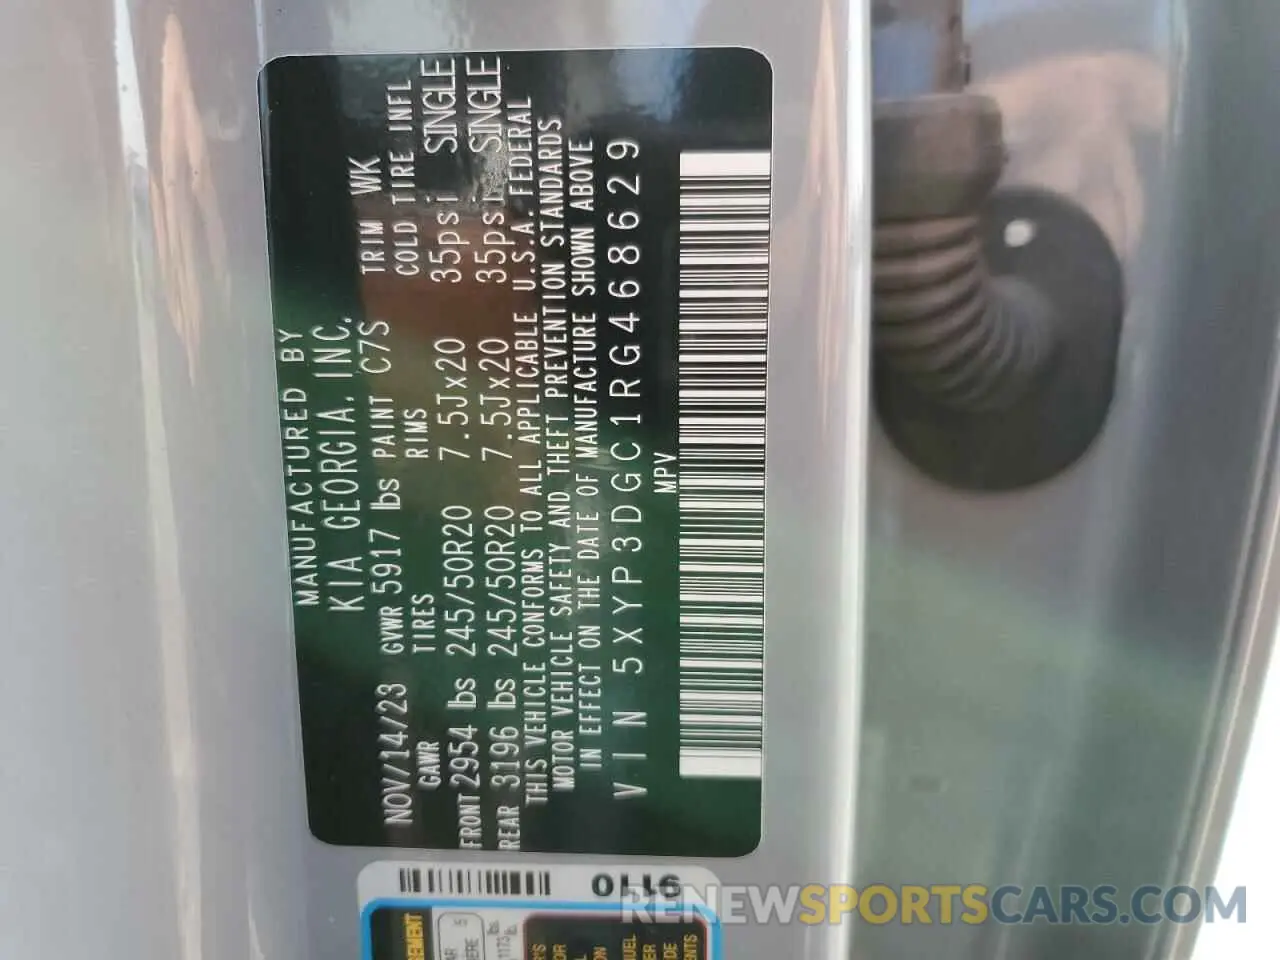 MANUFACTURED BY
KIA GEORGIA, INC.
NOV/14/23 GVWR 5917 lbs PAINT C7S TRIM WK
GAWR TIRES RIMS COLD TIRE INFL
FRONT 2954 lbs 245/50R20 7.5Jx20 35psi SINGLE
REAR 3196 lbs 245/50R20 7.5Jx20 35psi SINGLE
THIS VEHICLE CONFORMS TO ALL APPLICABLE U.S.A. FEDERAL
MOTOR VEHICLE SAFETY AND THEFT PREVENTION STANDARDS
IN EFFECT ON THE DATE OF MANUFACTURE SHOWN ABOVE
VIN 5XYP3DGC1RG468629
MPV
9110
RENEWSPORTSCARS.COM